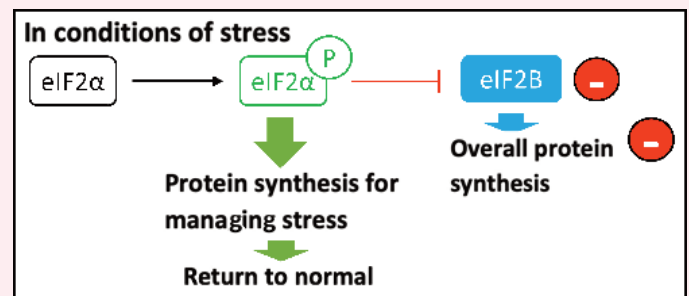 In conditions of stress
P
eIF2α
eIF2α
eIF2B
-
Overall protein
synthesis
-
Protein synthesis for
managing stress
Return to normal